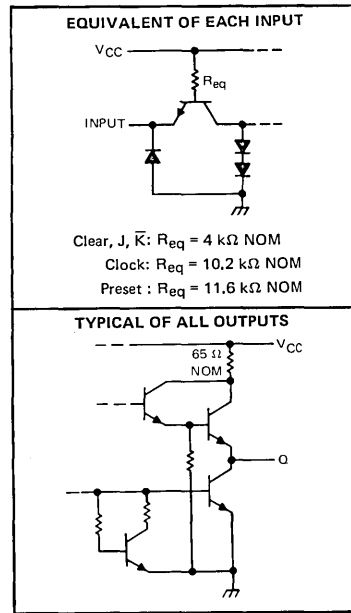 EQUIVALENT OF EACH INPUT
VCC
Req
INPUT
Clear, J, K̅: Req = 4 kΩ NOM
Clock: Req = 10.2 kΩ NOM
Preset : Req = 11.6 kΩ NOM
TYPICAL OF ALL OUTPUTS
VCC
65 Ω
NOM
Q